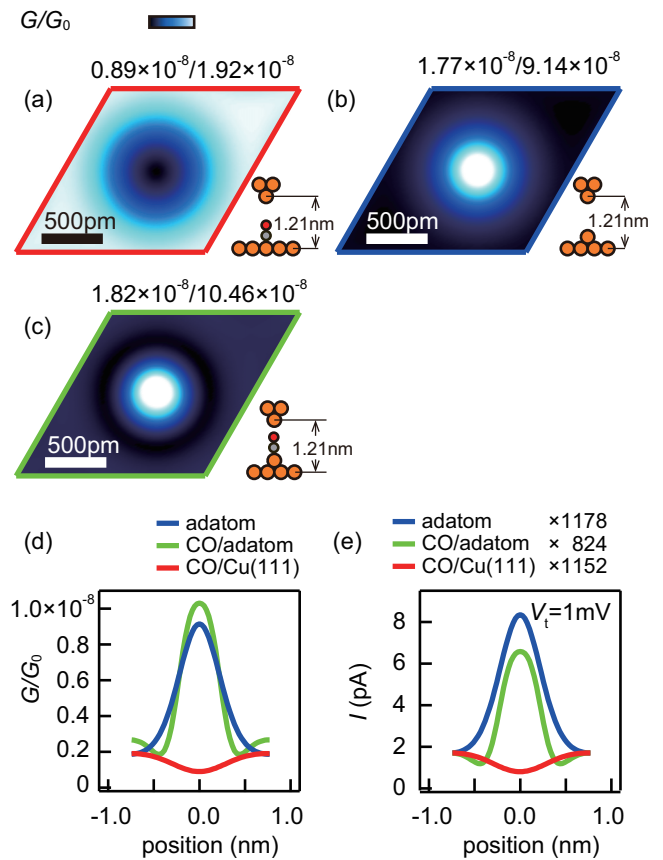 G/G₀
0.89×10⁻⁸/1.92×10⁻⁸
(a)
500pm
1.21nm
1.77×10⁻⁸/9.14×10⁻⁸
(b)
500pm
1.21nm
1.82×10⁻⁸/10.46×10⁻⁸
(c)
500pm
1.21nm
(d)
adatom
CO/adatom
CO/Cu(111)
G/G₀
1.0×10⁻⁸
0.8
0.6
0.4
0.2
0
-1.0 0.0 1.0
position (nm)
(e)
adatom ×1178
CO/adatom × 824
CO/Cu(111) ×1152
Vₜ=1mV
I (pA)
8
6
4
2
0
-1.0 0.0 1.0
position (nm)